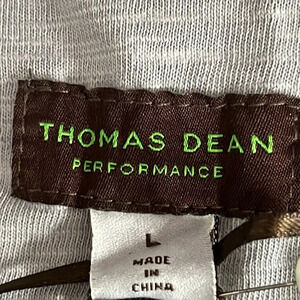 THOMAS DEAN
PERFORMANCE
L
MADE
IN
CHINA